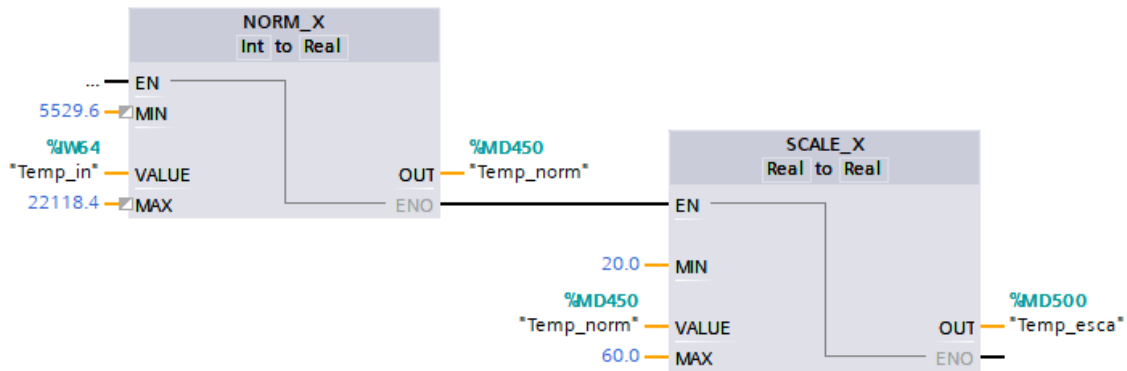 NORM_X
Int to Real
... EN
5529.6 MIN
%IW64
"Temp_in" VALUE
22118.4 MAX
%MD450
OUT "Temp_norm"
ENO
SCALE_X
Real to Real
EN
20.0 MIN
%MD450
"Temp_norm" VALUE
60.0 MAX
%MD500
OUT "Temp_esca"
ENO